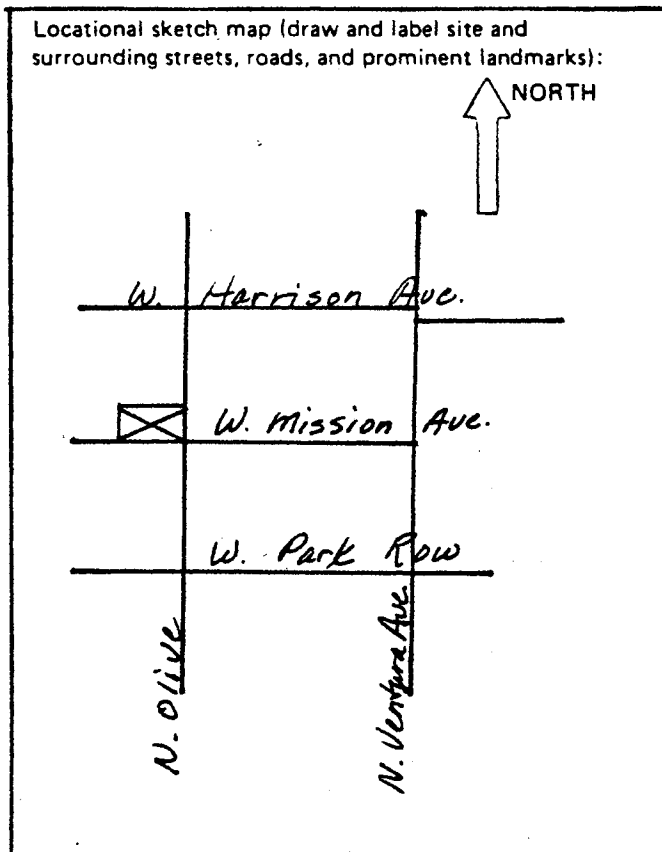 Locational sketch map (draw and label site and
surrounding streets, roads, and prominent landmarks):
NORTH
W. Harrison Ave.
W. Mission Ave.
W. Park Row
N. Olive
N. Ventura Ave.